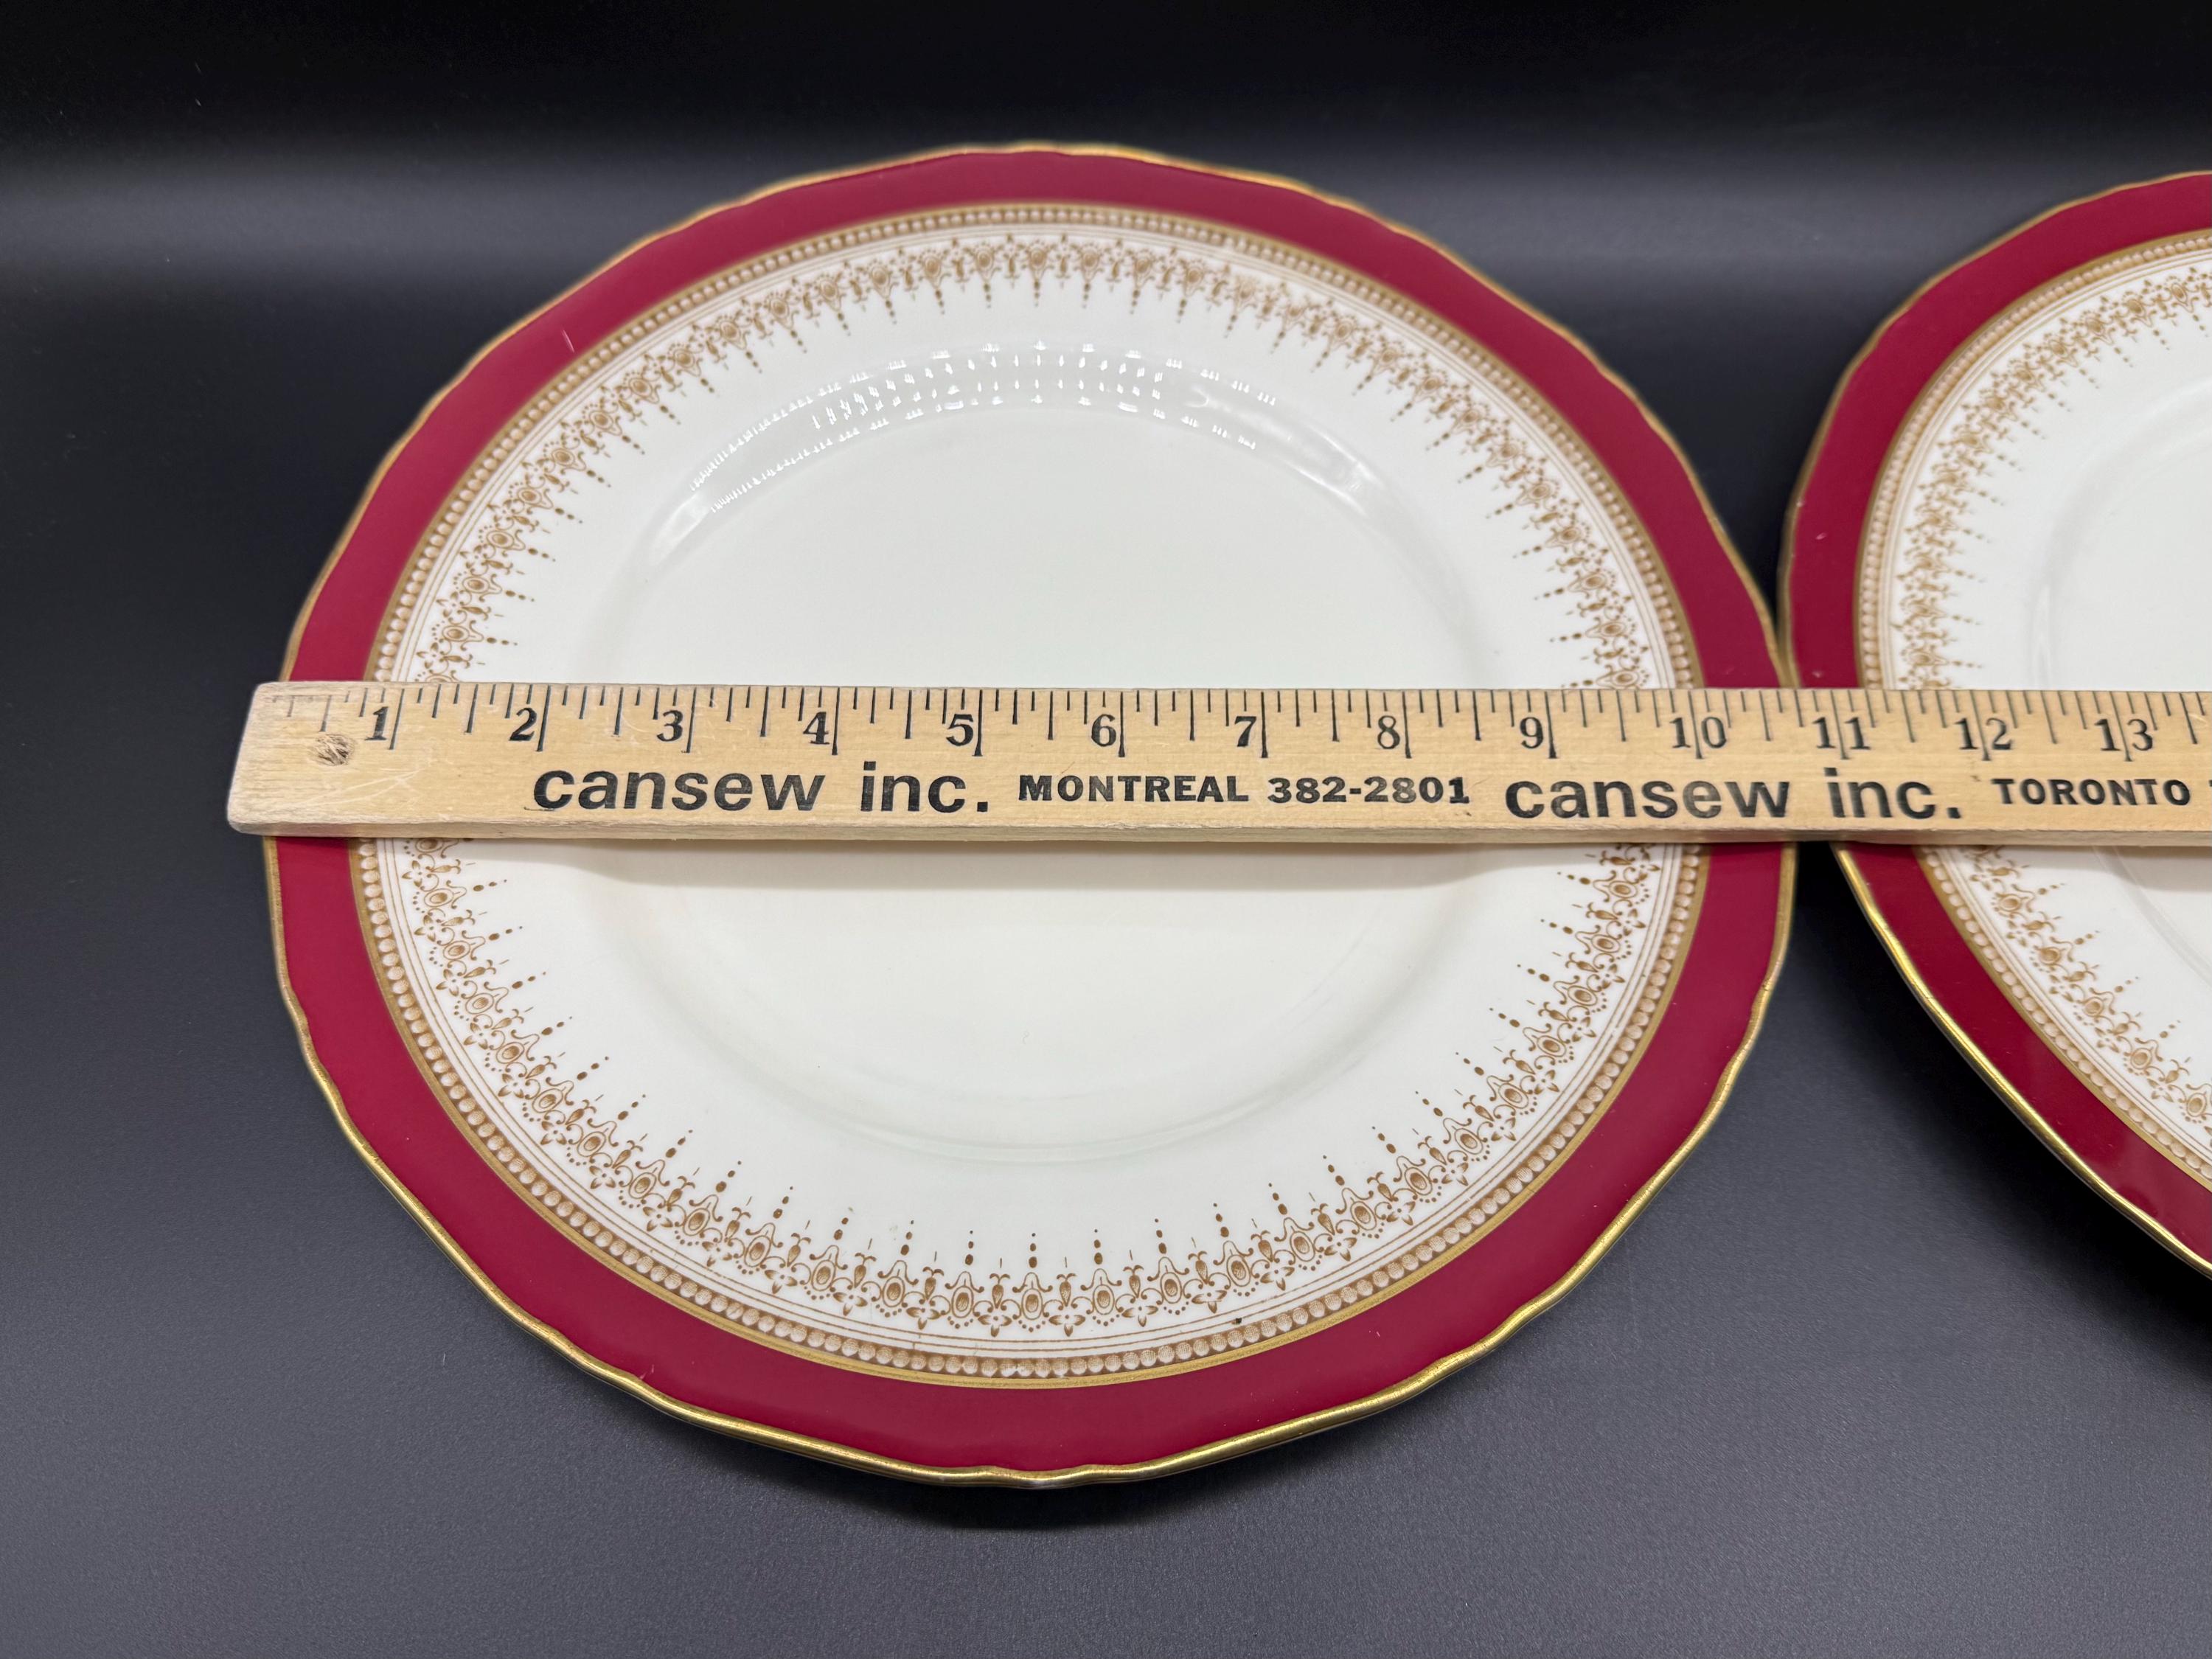 1 2 3 4 5 6 7 8 9 10 11 12 13
cansew inc. MONTREAL 382-2801 cansew inc. TORONTO